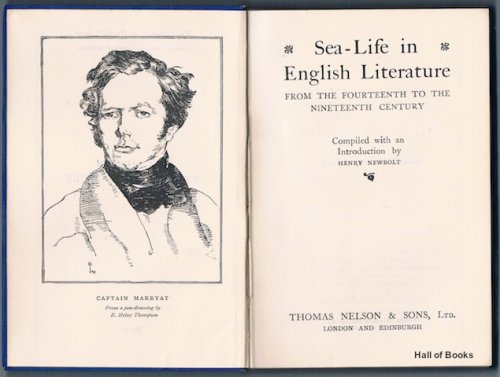 CAPTAIN MARRYAT
From a pen-drawing by
E. Heber Thompson
Sea-Life in
English Literature
FROM THE FOURTEENTH TO THE
NINETEENTH CENTURY
Compiled with an
Introduction by
HENRY NEWBOLT
THOMAS NELSON & SONS, LTD.
LONDON AND EDINBURGH
Hall of Books